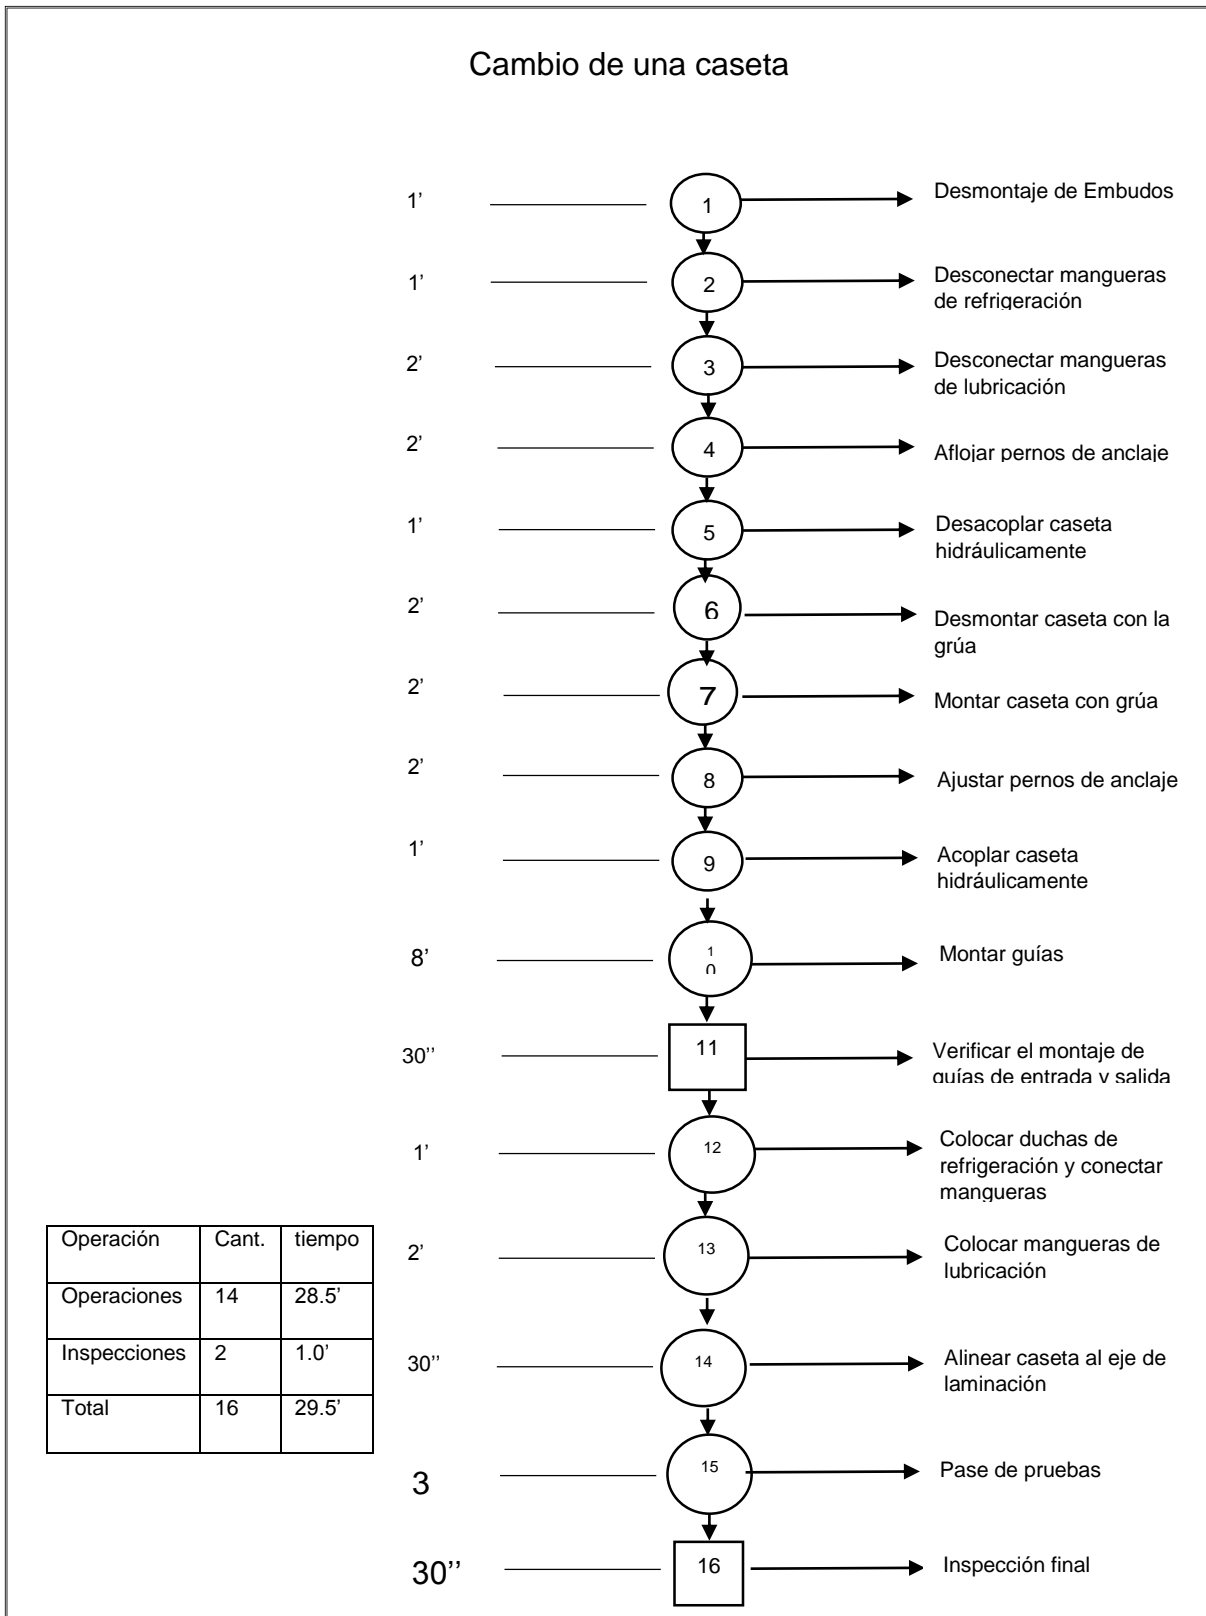 Cambio de una caseta
1’ 1 Desmontaje de Embudos
1’ 2 Desconectar mangueras
de refrigeración
2’ 3 Desconectar mangueras
de lubricación
2’ 4 Aflojar pernos de anclaje
1’ 5 Desacoplar caseta
hidráulicamente
2’ 6 Desmontar caseta con la
grúa
2’ 7 Montar caseta con grúa
2’ 8 Ajustar pernos de anclaje
1’ 9 Acoplar caseta
hidráulicamente
8’ 10 Montar guías
30’’ 11 Verificar el montaje de
guías de entrada y salida
1’ 12 Colocar duchas de
refrigeración y conectar
mangueras
2’ 13 Colocar mangueras de
lubricación
30’’ 14 Alinear caseta al eje de
laminación
3 15 Pase de pruebas
30’’ 16 Inspección final
Operación Cant. tiempo
Operaciones 14 28.5’
Inspecciones 2 1.0’
Total 16 29.5’